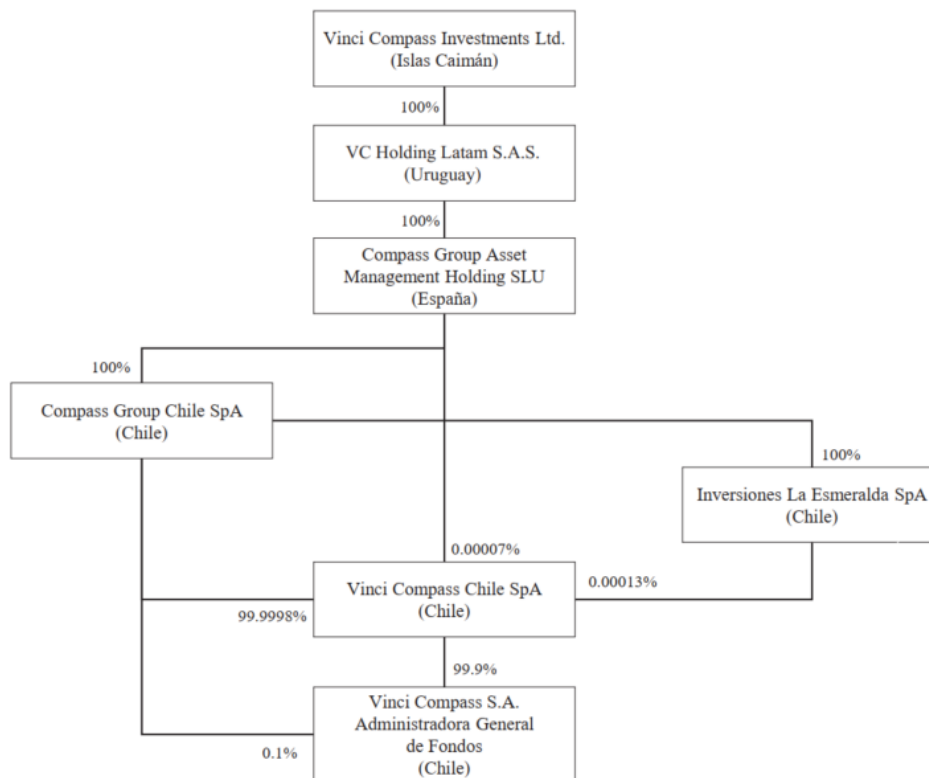 Vinci Compass Investments Ltd.
(Islas Caimán)
100%
VC Holding Latam S.A.S.
(Uruguay)
100%
Compass Group Asset
Management Holding SLU
(España)
100%
Compass Group Chile SpA
(Chile)
100%
Inversiones La Esmeralda SpA
(Chile)
0.00007%
Vinci Compass Chile SpA
(Chile)
0.00013%
99.9998%
99.9%
Vinci Compass S.A.
Administradora General
de Fondos
(Chile)
0.1%